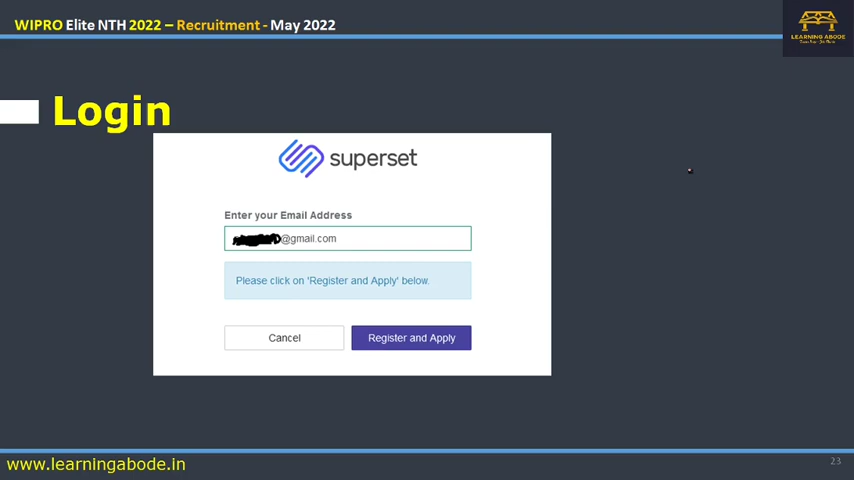 WIPRO Elite NTH 2022 – Recruitment - May 2022
LEARNING ABODE
Login
superset
Enter your Email Address
@gmail.com
Please click on 'Register and Apply' below.
Cancel
Register and Apply
www.learningabode.in
23